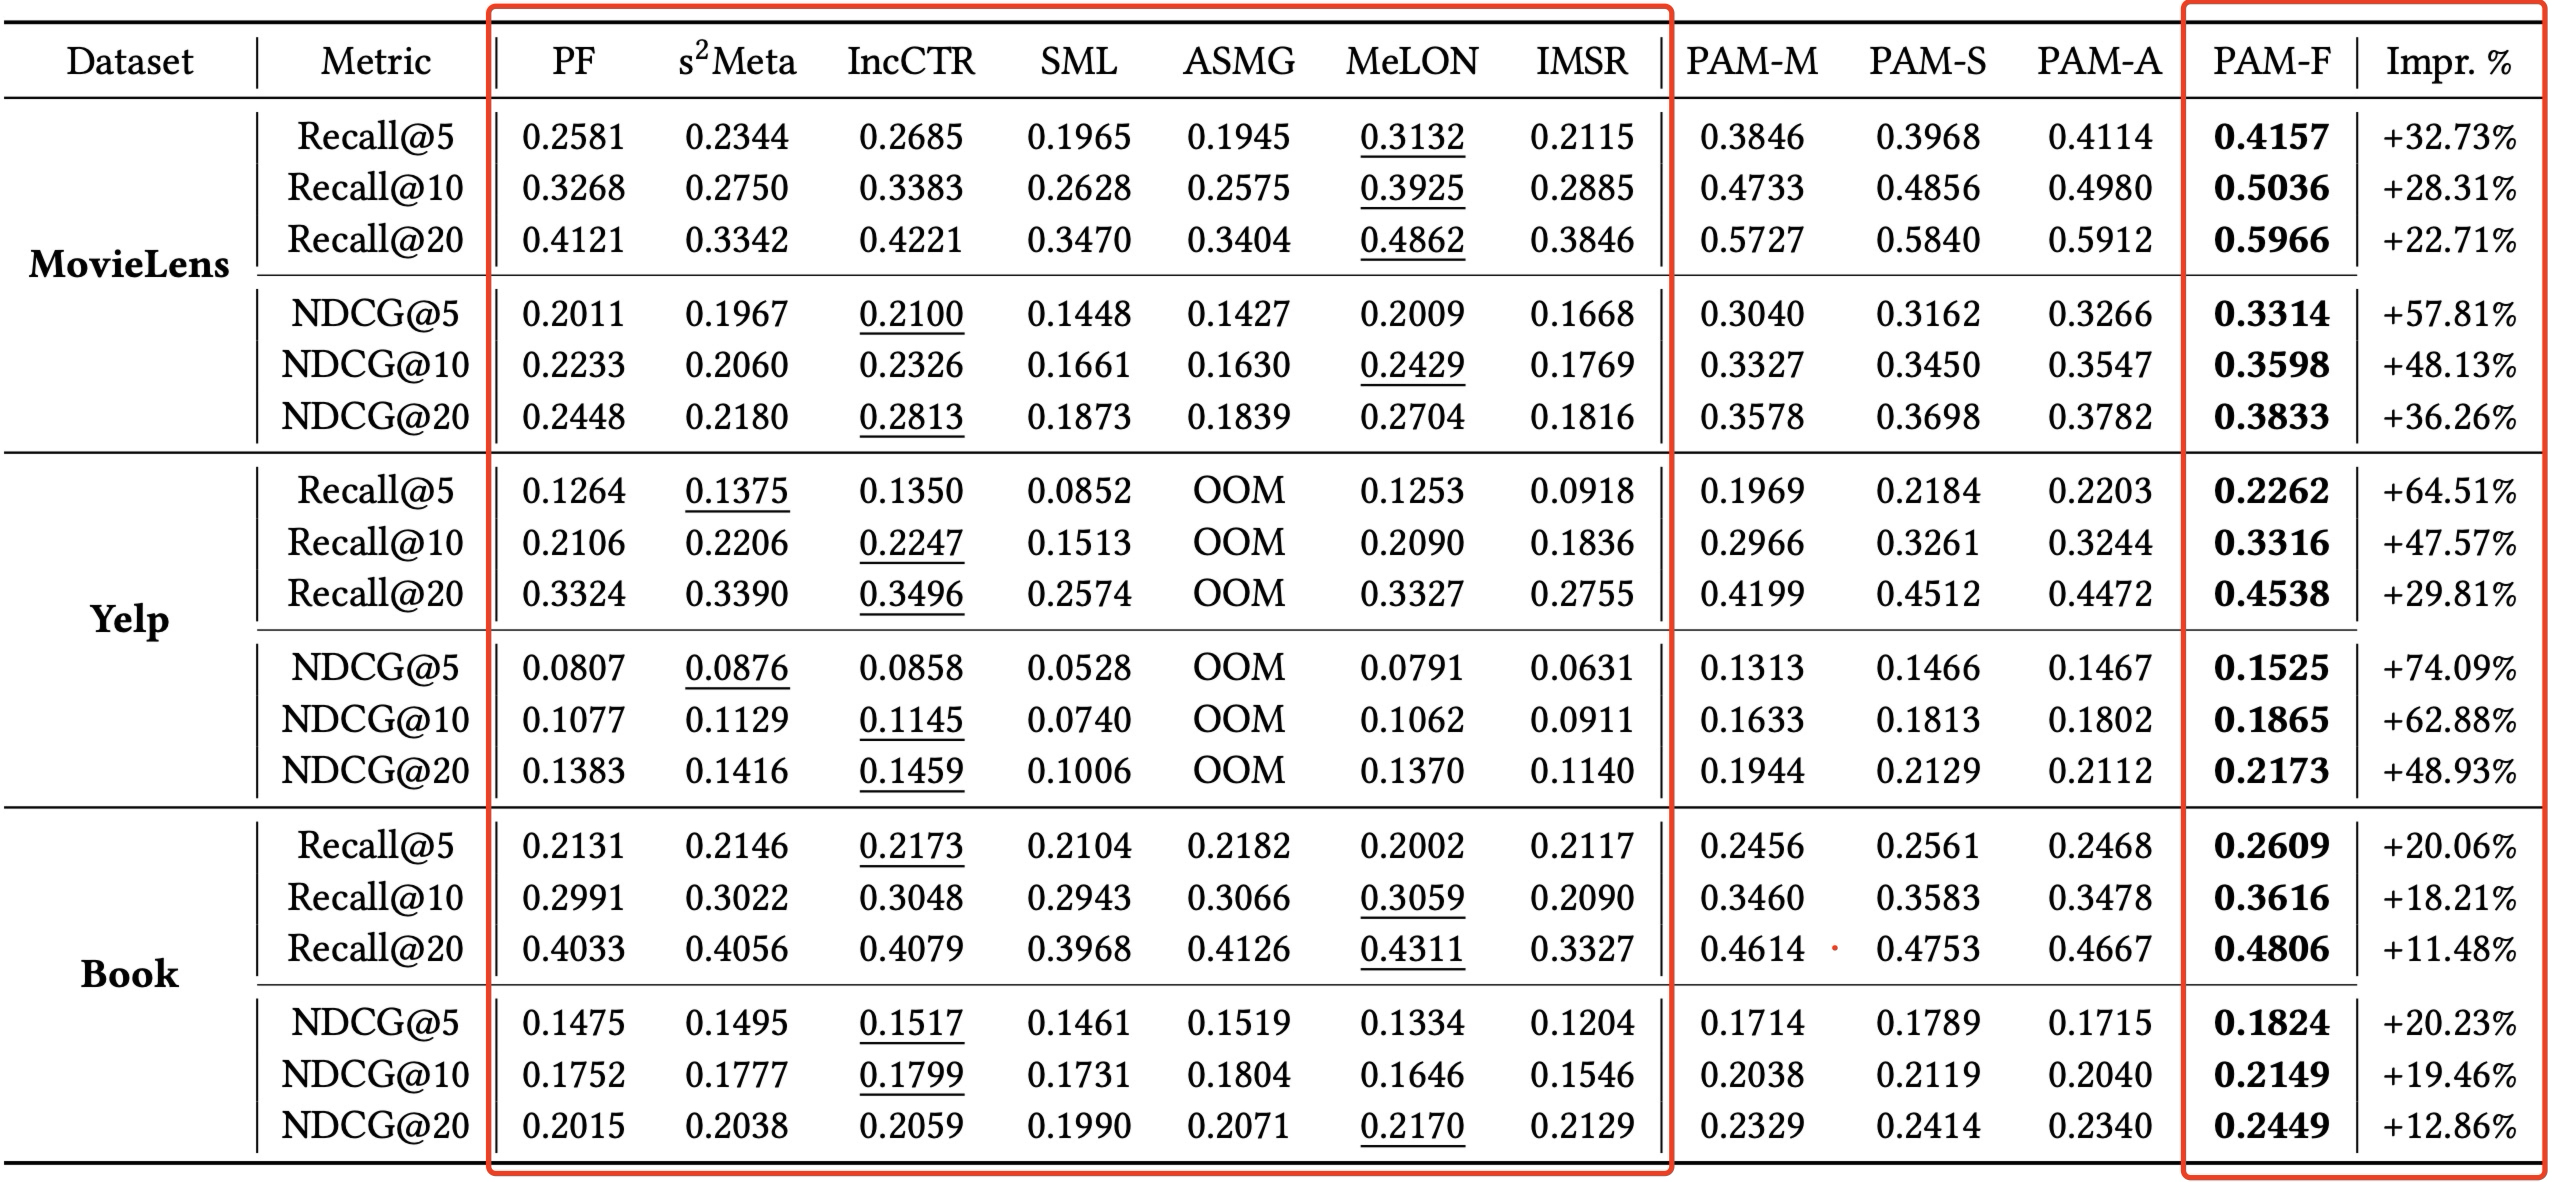 Dataset Metric PF s²Meta IncCTR SML ASMG MeLON IMSR PAM-M PAM-S PAM-A PAM-F Impr. %
Recall@5 0.2581 0.2344 0.2685 0.1965 0.1945 0.3132 0.2115 0.3846 0.3968 0.4114 0.4157 +32.73%
Recall@10 0.3268 0.2750 0.3383 0.2628 0.2575 0.3925 0.2885 0.4733 0.4856 0.4980 0.5036 +28.31%
Recall@20 0.4121 0.3342 0.4221 0.3470 0.3404 0.4862 0.3846 0.5727 0.5840 0.5912 0.5966 +22.71%
MovieLens
NDCG@5 0.2011 0.1967 0.2100 0.1448 0.1427 0.2009 0.1668 0.3040 0.3162 0.3266 0.3314 +57.81%
NDCG@10 0.2233 0.2060 0.2326 0.1661 0.1630 0.2429 0.1769 0.3327 0.3450 0.3547 0.3598 +48.13%
NDCG@20 0.2448 0.2180 0.2813 0.1873 0.1839 0.2704 0.1816 0.3578 0.3698 0.3782 0.3833 +36.26%
Recall@5 0.1264 0.1375 0.1350 0.0852 OOM 0.1253 0.0918 0.1969 0.2184 0.2203 0.2262 +64.51%
Recall@10 0.2106 0.2206 0.2247 0.1513 OOM 0.2090 0.1836 0.2966 0.3261 0.3244 0.3316 +47.57%
Recall@20 0.3324 0.3390 0.3496 0.2574 OOM 0.3327 0.2755 0.4199 0.4512 0.4472 0.4538 +29.81%
Yelp
NDCG@5 0.0807 0.0876 0.0858 0.0528 OOM 0.0791 0.0631 0.1313 0.1466 0.1467 0.1525 +74.09%
NDCG@10 0.1077 0.1129 0.1145 0.0740 OOM 0.1062 0.0911 0.1633 0.1813 0.1802 0.1865 +62.88%
NDCG@20 0.1383 0.1416 0.1459 0.1006 OOM 0.1370 0.1140 0.1944 0.2129 0.2112 0.2173 +48.93%
Recall@5 0.2131 0.2146 0.2173 0.2104 0.2182 0.2002 0.2117 0.2456 0.2561 0.2468 0.2609 +20.06%
Recall@10 0.2991 0.3022 0.3048 0.2943 0.3066 0.3059 0.2090 0.3460 0.3583 0.3478 0.3616 +18.21%
Recall@20 0.4033 0.4056 0.4079 0.3968 0.4126 0.4311 0.3327 0.4614 0.4753 0.4667 0.4806 +11.48%
Book
NDCG@5 0.1475 0.1495 0.1517 0.1461 0.1519 0.1334 0.1204 0.1714 0.1789 0.1715 0.1824 +20.23%
NDCG@10 0.1752 0.1777 0.1799 0.1731 0.1804 0.1646 0.1546 0.2038 0.2119 0.2040 0.2149 +19.46%
NDCG@20 0.2015 0.2038 0.2059 0.1990 0.2071 0.2170 0.2129 0.2329 0.2414 0.2340 0.2449 +12.86%